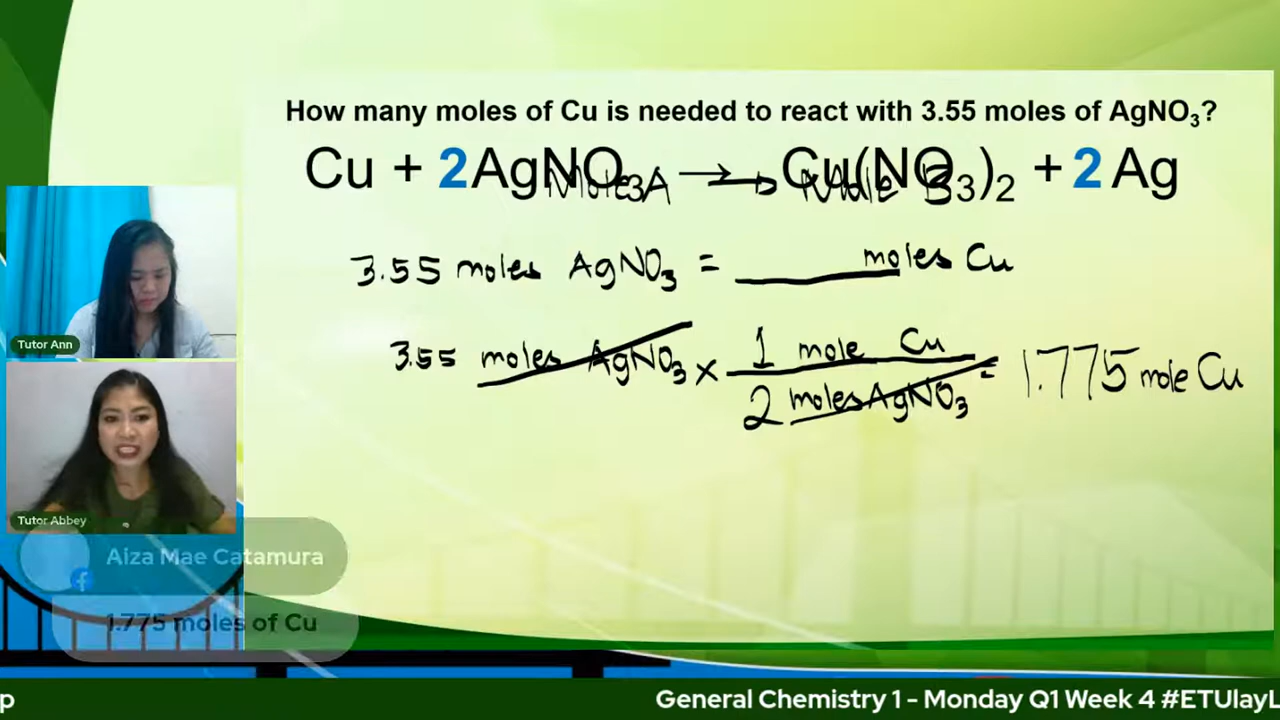 How many moles of Cu is needed to react with 3.55 moles of AgNO₃?
Cu + 2AgNO₃ → Cu(NO₃)₂ + 2Ag
Mole A → Mole B
3.55 moles AgNO₃ = ______ moles Cu
3.55 moles AgNO₃ × 1 mole Cu
2 moles AgNO₃ = 1.775 mole Cu
Tutor Ann
Tutor Abbey
Aiza Mae Catamura
1.775 moles of Cu
p
General Chemistry 1 - Monday Q1 Week 4 #ETUlayL